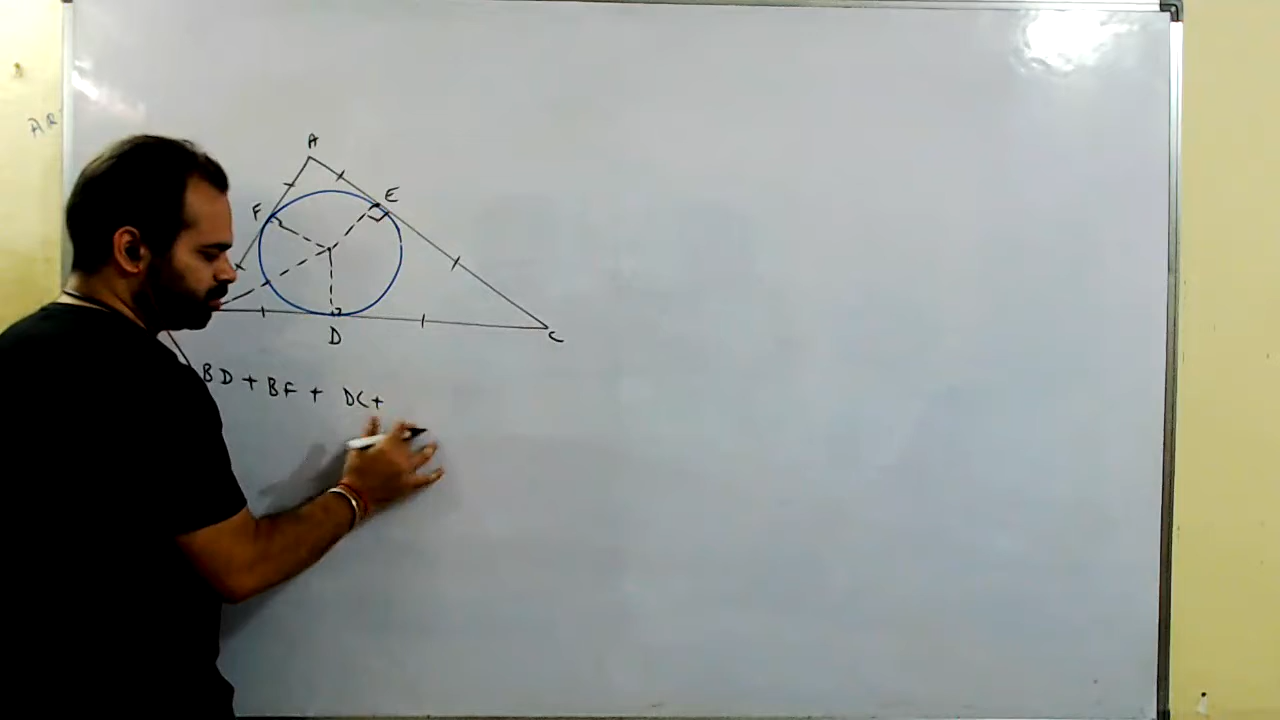 A
F
E
D
C
BD + BF + DC +